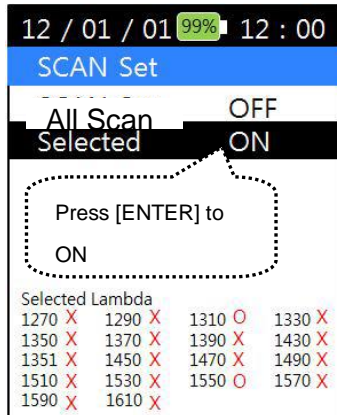 12 / 01 / 01 99% 12 : 00
SCAN Set
All Scan OFF
Selected ON
Press [ENTER] to
ON
Selected Lambda
1270 X 1290 X 1310 O 1330 X
1350 X 1370 X 1390 X 1430 X
1351 X 1450 X 1470 X 1490 X
1510 X 1530 X 1550 O 1570 X
1590 X 1610 X